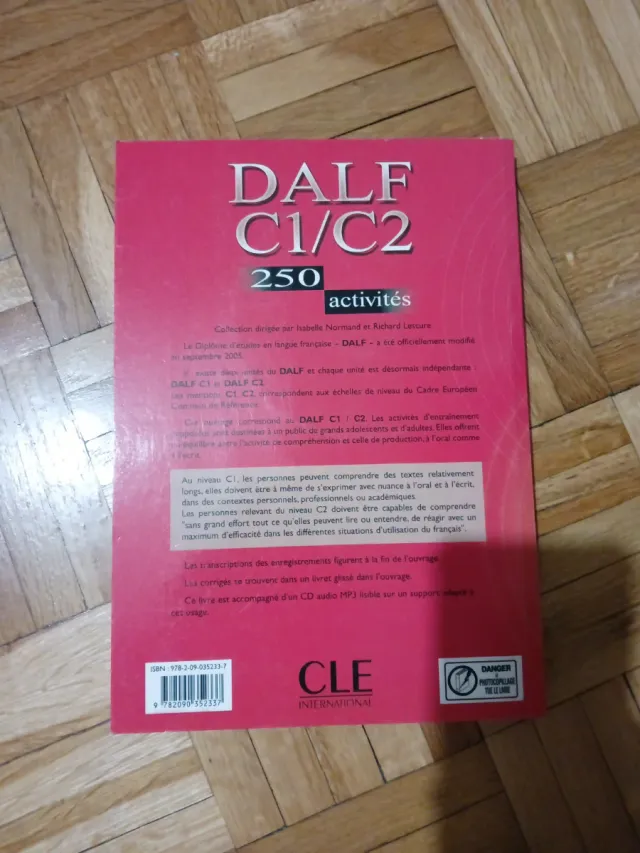 DALF
C1/C2
250
activités
Collection dirigée par Isabelle Normand et Richard Lescure
Le Diplôme d'études en langue française – DALF – a été officiellement modifié
en septembre 2005.
existe deux unités du DALF et chaque unité est désormais indépendante :
DALF C1 et DALF C2.
Les mentions C1, C2, correspondent aux échelles de niveau du Cadre Européen
Commun de Référence.
Cet ouvrage correspond au DALF C1 / C2. Les activités d'entraînement
proposées sont destinées à un public de grands adolescents et d'adultes. Elles offrent
un équilibre entre l'activité de compréhension et celle de production, à l'oral comme
à l'écrit.
Au niveau C1, les personnes peuvent comprendre des textes relativement
longs, elles doivent être à même de s'exprimer avec nuance à l'oral et à l'écrit,
dans des contextes personnels, professionnels ou académiques.
Les personnes relevant du niveau C2 doivent être capables de comprendre
"sans grand effort tout ce qu'elles peuvent lire ou entendre, de réagir avec un
maximum d'efficacité dans les différentes situations d'utilisation du français".
Les transcriptions des enregistrements figurent à la fin de l'ouvrage.
Les corrigés se trouvent dans un livret glissé dans l'ouvrage.
Ce livre est accompagné d'un CD audio MP3 lisible sur un support adapté à
cet usage.
ISBN : 978-2-09-035233-7
9 782090 352337
CLE
INTERNATIONAL
DANGER
LE
PHOTOCOPILLAGE
TUE LE LIVRE